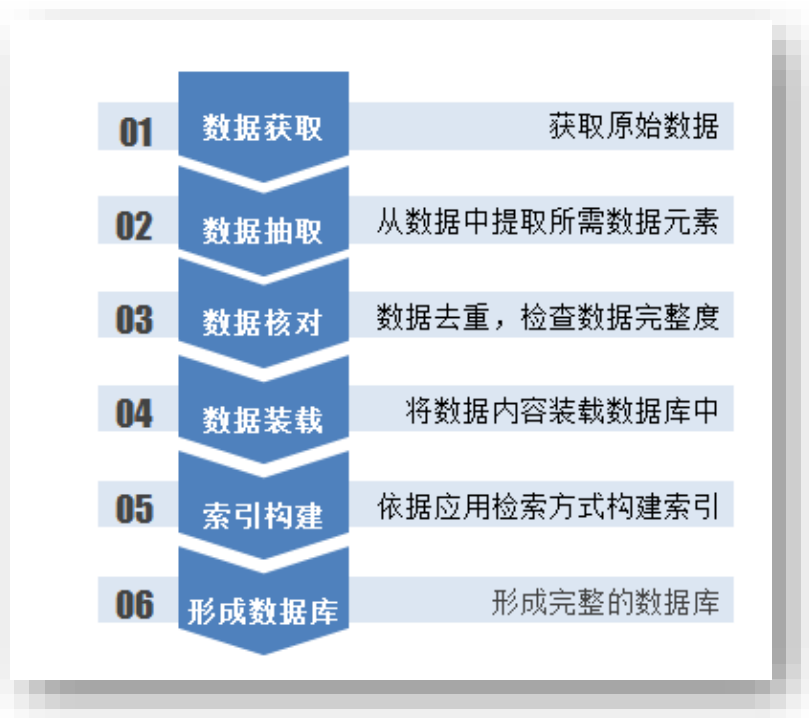 01 数据获取 获取原始数据
02 数据抽取 从数据中提取所需数据元素
03 数据核对 数据去重，检查数据完整度
04 数据装载 将数据内容装载数据库中
05 索引构建 依据应用检索方式构建索引
06 形成数据库 形成完整的数据库